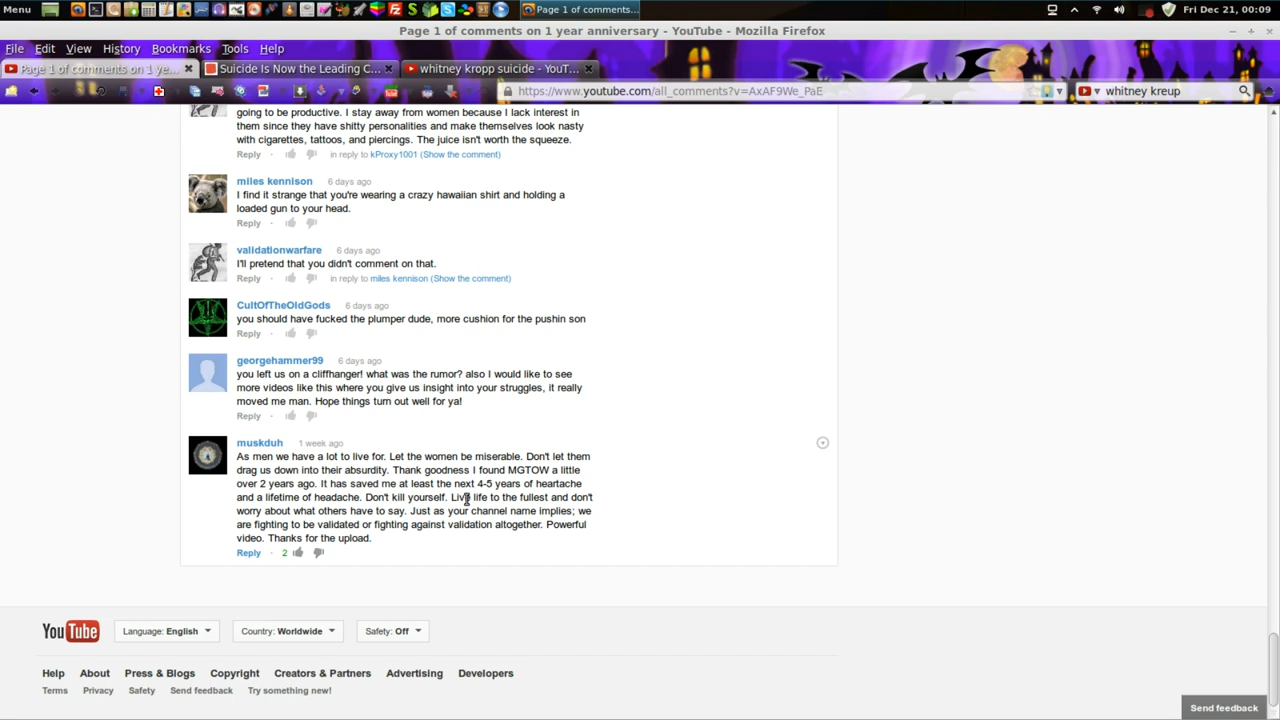 Menu
Page 1 of comments...
Fri Dec 21, 00:09
Page 1 of comments on 1 year anniversary - YouTube - Mozilla Firefox
File Edit View History Bookmarks Tools Help
Page 1 of comments on 1 ye...
Suicide Is Now the Leading C...
whitney kropp suicide - YouT...
https://www.youtube.com/all_comments?v=AxAF9We_PaE
whitney kreup
going to be productive. I stay away from women because I lack interest in
them since they have shitty personalities and make themselves look nasty
with cigarettes, tattoos, and piercings. The juice isn't worth the squeeze.
Reply · in reply to kProxy1001 (Show the comment)
miles kennison 6 days ago
I find it strange that you're wearing a crazy hawaiian shirt and holding a
loaded gun to your head.
Reply ·
validationwarfare 6 days ago
I'll pretend that you didn't comment on that.
Reply · in reply to miles kennison (Show the comment)
CultOfTheOldGods 6 days ago
you should have fucked the plumper dude, more cushion for the pushin son
Reply ·
georgehammer99 6 days ago
you left us on a cliffhanger! what was the rumor? also I would like to see
more videos like this where you give us insight into your struggles, it really
moved me man. Hope things turn out well for ya!
Reply ·
muskduh 1 week ago
As men we have a lot to live for. Let the women be miserable. Don't let them
drag us down into their absurdity. Thank goodness I found MGTOW a little
over 2 years ago. It has saved me at least the next 4-5 years of heartache
and a lifetime of headache. Don't kill yourself. Live life to the fullest and don't
worry about what others have to say. Just as your channel name implies; we
are fighting to be validated or fighting against validation altogether. Powerful
video. Thanks for the upload.
Reply · 2
YouTube
Language: English
Country: Worldwide
Safety: Off
Help About Press & Blogs Copyright Creators & Partners Advertising Developers
Terms Privacy Safety Send feedback Try something new!
Send feedback